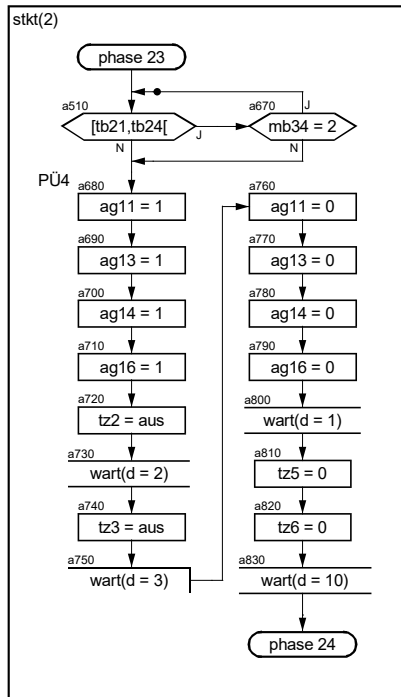 stkt(2)
phase 23
a510
[tb21,tb24[
J
N
a670
mb34 = 2
J
N
PÜ4
a680
ag11 = 1
a690
ag13 = 1
a700
ag14 = 1
a710
ag16 = 1
a720
tz2 = aus
a730
wart(d = 2)
a740
tz3 = aus
a750
wart(d = 3)
a760
ag11 = 0
a770
ag13 = 0
a780
ag14 = 0
a790
ag16 = 0
a800
wart(d = 1)
a810
tz5 = 0
a820
tz6 = 0
a830
wart(d = 10)
phase 24